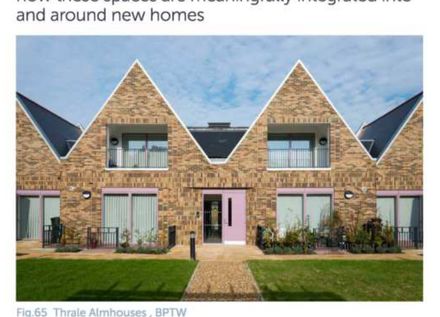 how these spaces are meaningfully integrated into
and around new homes
Fig.65 Thrale Almhouses , BPTW